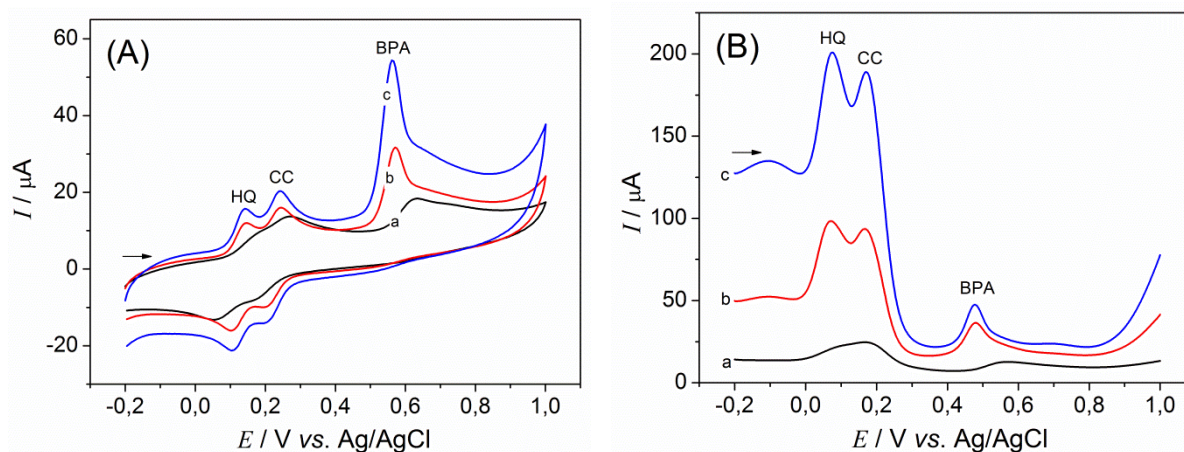 (A)
60
40
20
0
-20
I / µA
HQ
CC
BPA
c
b
a
-0,2 0,0 0,2 0,4 0,6 0,8 1,0
E / V vs. Ag/AgCl
(B)
200
150
100
50
0
I / µA
HQ
CC
BPA
c
b
a
-0,2 0,0 0,2 0,4 0,6 0,8 1,0
E / V vs. Ag/AgCl